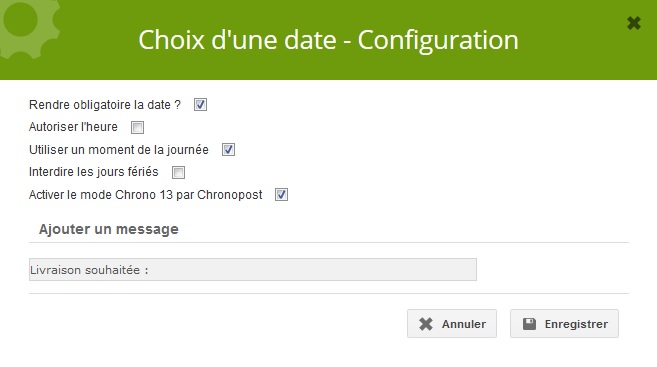 Choix d'une date - Configuration
Rendre obligatoire la date ?
Autoriser l'heure
Utiliser un moment de la journée
Interdire les jours fériés
Activer le mode Chrono 13 par Chronopost
Ajouter un message
Livraison souhaitée :
Annuler
Enregistrer